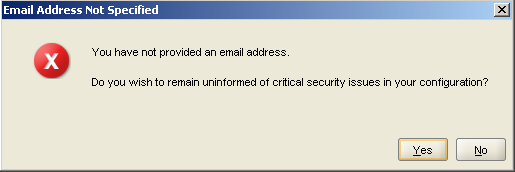 Email Address Not Specified
You have not provided an email address.
Do you wish to remain uninformed of critical security issues in your configuration?
Yes No